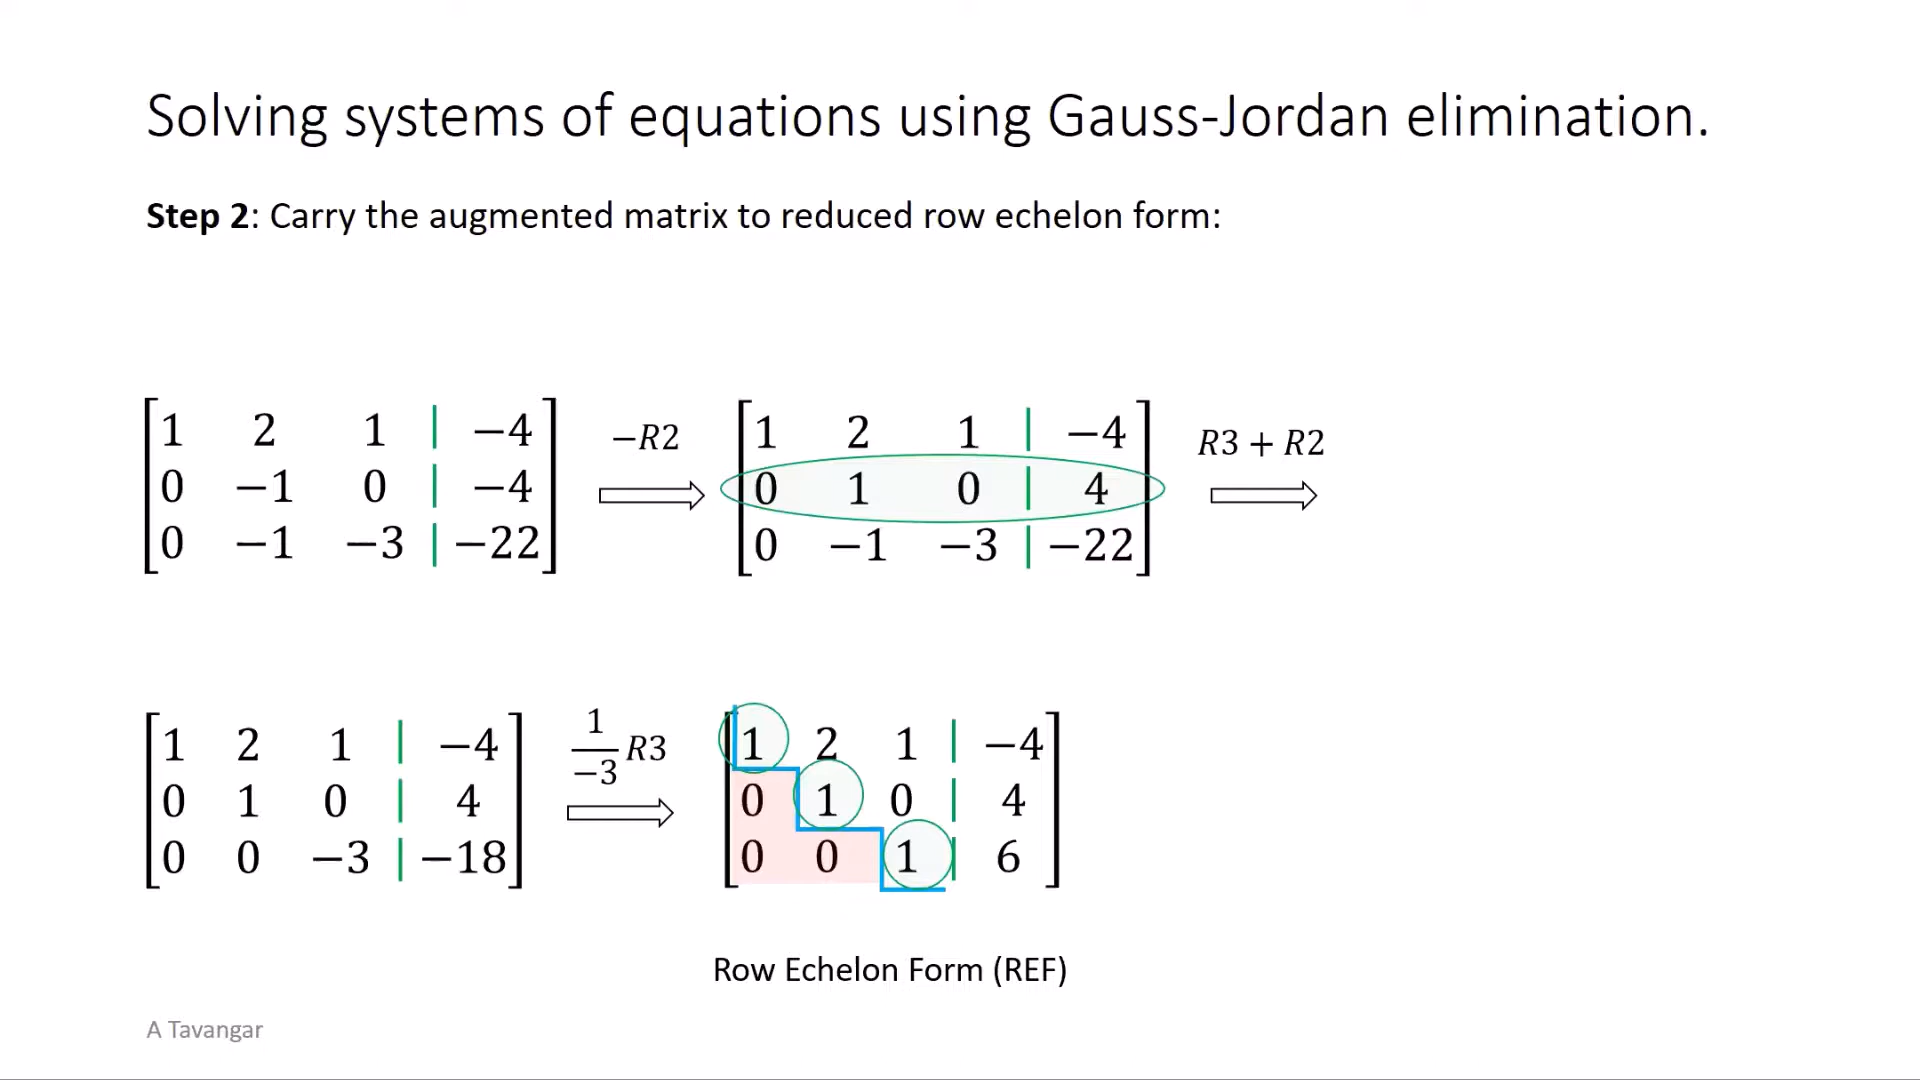 Solving systems of equations using Gauss-Jordan elimination.
Step 2: Carry the augmented matrix to reduced row echelon form:
[1 2 1 | −4] −R2 [1 2 1 | −4] R3 + R2
[0 −1 0 | −4] ⟹ [0 1 0 | 4] ⟹
[0 −1 −3 | −22] [0 −1 −3 | −22]
[1 2 1 | −4] 1/−3 R3 [1 2 1 | −4]
[0 1 0 | 4] ⟹ [0 1 0 | 4]
[0 0 −3 | −18] [0 0 1 | 6]
Row Echelon Form (REF)
A Tavangar